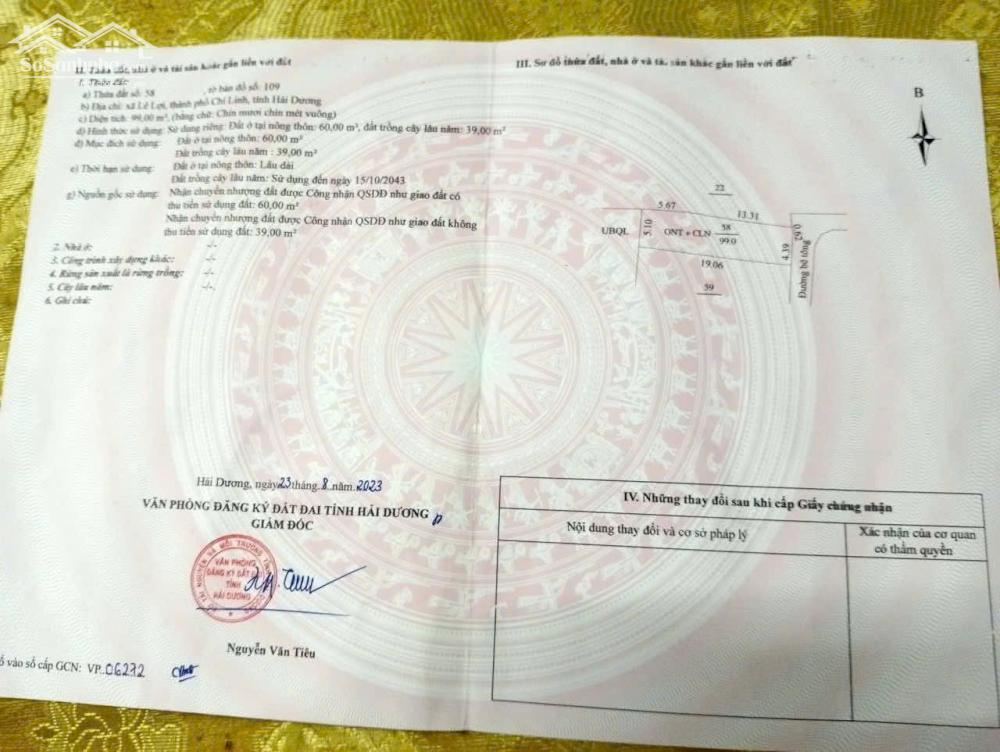 SoSanhNha
II. Thửa đất, nhà ở và tài sản khác gắn liền với đất
1. Thửa đất:
a) Thửa đất số: 58 , tờ bản đồ số: 109
b) Địa chỉ: xã Lê Lợi, thành phố Chí Linh, tỉnh Hải Dương
c) Diện tích: 99,00 m², (bằng chữ: Chín mươi chín mét vuông)
d) Hình thức sử dụng: Sử dụng riêng: Đất ở tại nông thôn: 60,00 m², đất trồng cây lâu năm: 39,00 m²
đ) Mục đích sử dụng: Đất ở tại nông thôn: 60,00 m²
Đất trồng cây lâu năm : 39,00 m²
e) Thời hạn sử dụng: Đất ở tại nông thôn: Lâu dài
Đất trồng cây lâu năm: Sử dụng đến ngày 15/10/2043
g) Nguồn gốc sử dụng: Nhận chuyển nhượng đất được Công nhận QSDĐ như giao đất có
thu tiền sử dụng đất: 60,00 m²
Nhận chuyển nhượng đất được Công nhận QSDĐ như giao đất không
thu tiền sử dụng đất: 39,00 m²
2. Nhà ở: -/-
3. Công trình xây dựng khác: -/-
4. Rừng sản xuất là rừng trồng: -/-
5. Cây lâu năm: -/-.
6. Ghi chú:
Hải Dương, ngày 23 tháng 8 năm 2023
VĂN PHÒNG ĐĂNG KÝ ĐẤT ĐAI TỈNH HẢI DƯƠNG
GIÁM ĐỐC
VĂN PHÒNG
ĐĂNG KÝ ĐẤT ĐAI
TỈNH
HẢI DƯƠNG
Nguyễn Văn Tiêu
ố vào sổ cấp GCN: VP.06272
III. Sơ đồ thửa đất, nhà ở và tài sản khác gắn liền với đất
B
22
5.67
13.31
UBQL
5.10
ONT + CLN
58
99.0
4.39
0.62
Đường bê tông
19.06
59
IV. Những thay đổi sau khi cấp Giấy chứng nhận
Nội dung thay đổi và cơ sở pháp lý
Xác nhận của cơ quan
có thẩm quyền